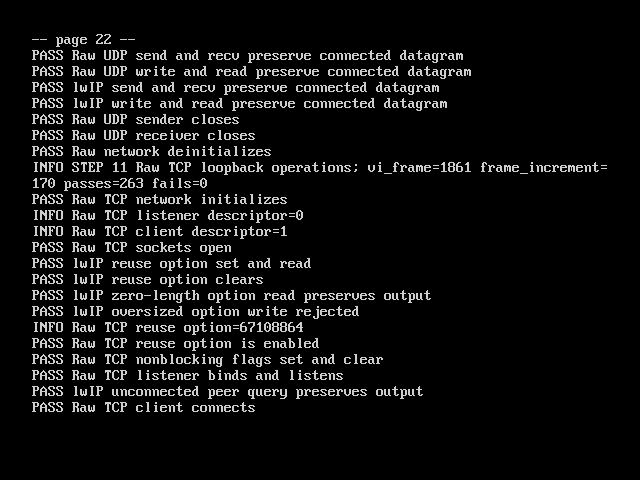 -- page 22 --
PASS Raw UDP send and recv preserve connected datagram
PASS Raw UDP write and read preserve connected datagram
PASS lwIP send and recv preserve connected datagram
PASS lwIP write and read preserve connected datagram
PASS Raw UDP sender closes
PASS Raw UDP receiver closes
PASS Raw network deinitializes
INFO STEP 11 Raw TCP loopback operations; vi_frame=1861 frame_increment=
170 passes=263 fails=0
PASS Raw TCP network initializes
INFO Raw TCP listener descriptor=0
INFO Raw TCP client descriptor=1
PASS Raw TCP sockets open
PASS lwIP reuse option set and read
PASS lwIP reuse option clears
PASS lwIP zero-length option read preserves output
PASS lwIP oversized option write rejected
INFO Raw TCP reuse option=67108864
PASS Raw TCP reuse option is enabled
PASS Raw TCP nonblocking flags set and clear
PASS Raw TCP listener binds and listens
PASS lwIP unconnected peer query preserves output
PASS Raw TCP client connects